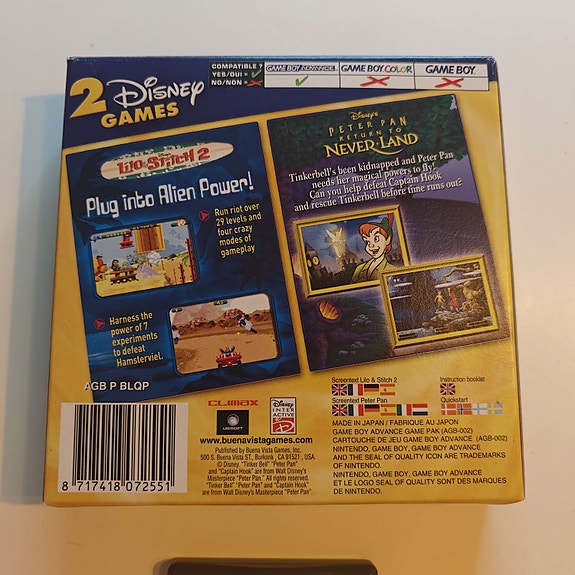 COMPATIBLE ?
YES/OUI =
NO/NON =
GAME BOY ADVANCE
GAME BOY COLOR
GAME BOY
2 Disney
GAMES
Disney's
LILO & STITCH 2
Plug into Alien Power!
Run riot over
29 levels and
four crazy
modes of
gameplay
Harness the
power of 7
experiments
to defeat
Hamsterviel.
AGB P BLQP
Disney's
PETER PAN
RETURN TO
NEVER LAND
Tinkerbell's been kidnapped and Peter Pan
needs her magical powers to fly!
Can you help defeat Captain Hook
and rescue Tinkerbell before time runs out?
8 717418 072551
CLIMAX
UBISOFT
DISNEY
INTER
ACTIVE
www.buenavistagames.com
Published by Buena Vista Games, Inc.
500 S. Buena Vista ST., Burkank , CA 91521 , USA.
© Disney. "Tinker Bell" "Peter Pan"
and "Captain Hook" are from Walt Disney's
Masterpiece "Peter Pan." All rights reserved.
"Tinker Bell" "Peter Pan" and "Captain Hook"
are from Walt Disney's Masterpiece "Peter Pan".
Screentext Lilo & Stitch 2
Screentext Peter Pan
Instruction booklet
Quickstart
MADE IN JAPAN / FABRIQUE AU JAPON
GAME BOY ADVANCE GAME PAK (AGB-002)
CARTOUCHE DE JEU GAME BOY ADVANCE (AGB-002)
NINTENDO, GAME BOY, GAME BOY ADVANCE
AND THE SEAL OF QUALITY ICON ARE TRADEMARKS
OF NINTENDO.
NINTENDO, GAME BOY, GAME BOY ADVANCE
ET LE LOGO SEAL OF QUALITY SONT DES MARQUES
DE NINTENDO.